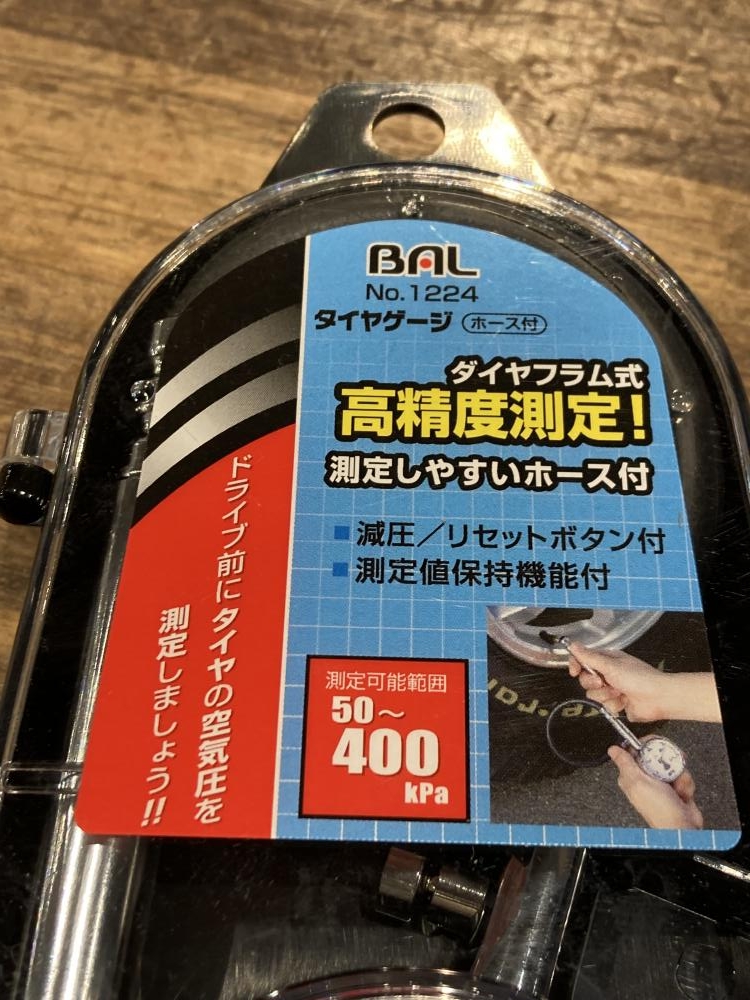 BAL
No.1224
タイヤゲージ ホース付
ダイヤフラム式
高精度測定!
測定しやすいホース付
減圧／リセットボタン付
測定値保持機能付
ドライブ前にタイヤの空気圧を
測定しましょう!!
測定可能範囲
50〜
400
kPa